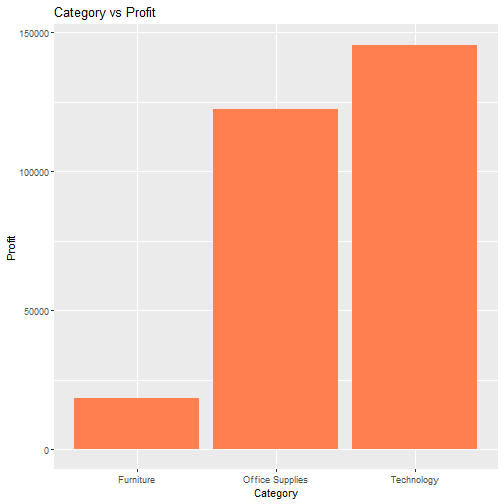 Category vs Profit
150000
100000
50000
0
Profit
Furniture
Office Supplies
Technology
Category